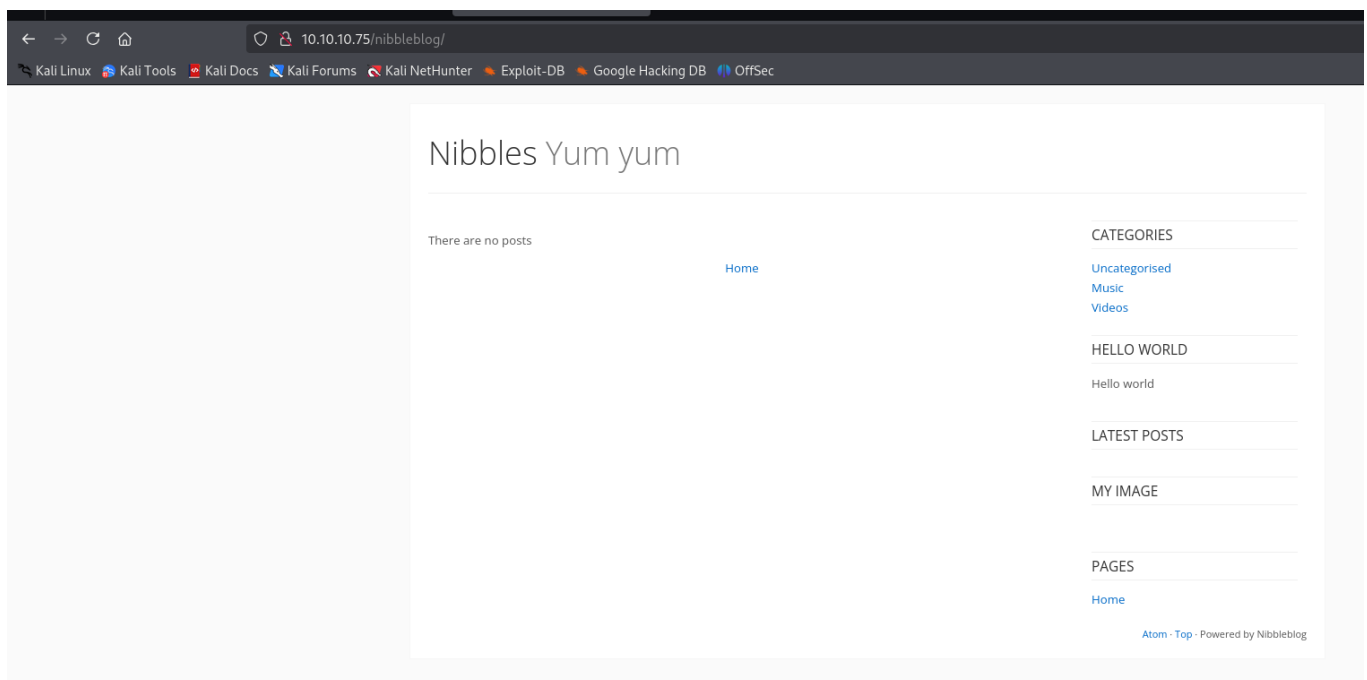 10.10.10.75/nibbleblog/
Kali Linux Kali Tools Kali Docs Kali Forums Kali NetHunter Exploit-DB Google Hacking DB OffSec
Nibbles Yum yum
There are no posts
Home
CATEGORIES
Uncategorised
Music
Videos
HELLO WORLD
Hello world
LATEST POSTS
MY IMAGE
PAGES
Home
Atom · Top · Powered by Nibbleblog